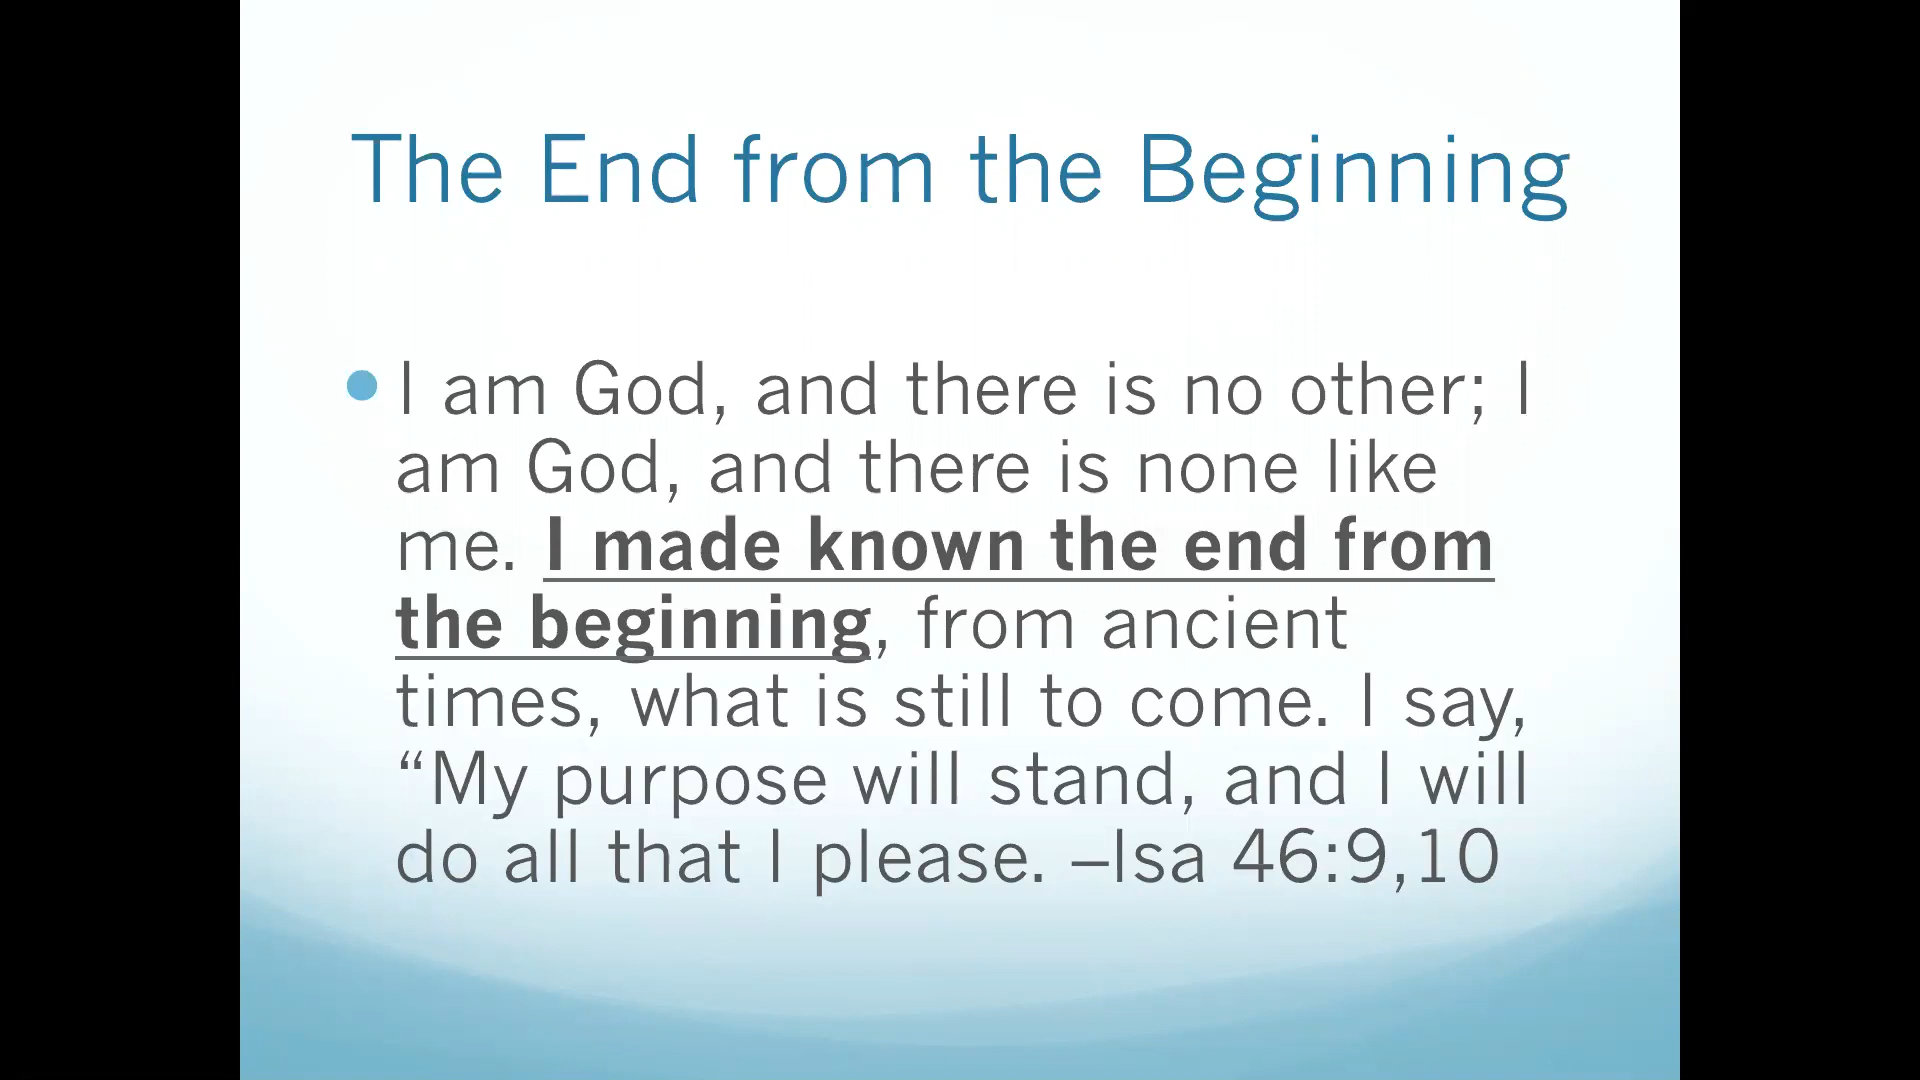 The End from the Beginning
• I am God, and there is no other; I
am God, and there is none like
me. I made known the end from
the beginning, from ancient
times, what is still to come. I say,
“My purpose will stand, and I will
do all that I please. –Isa 46:9,10